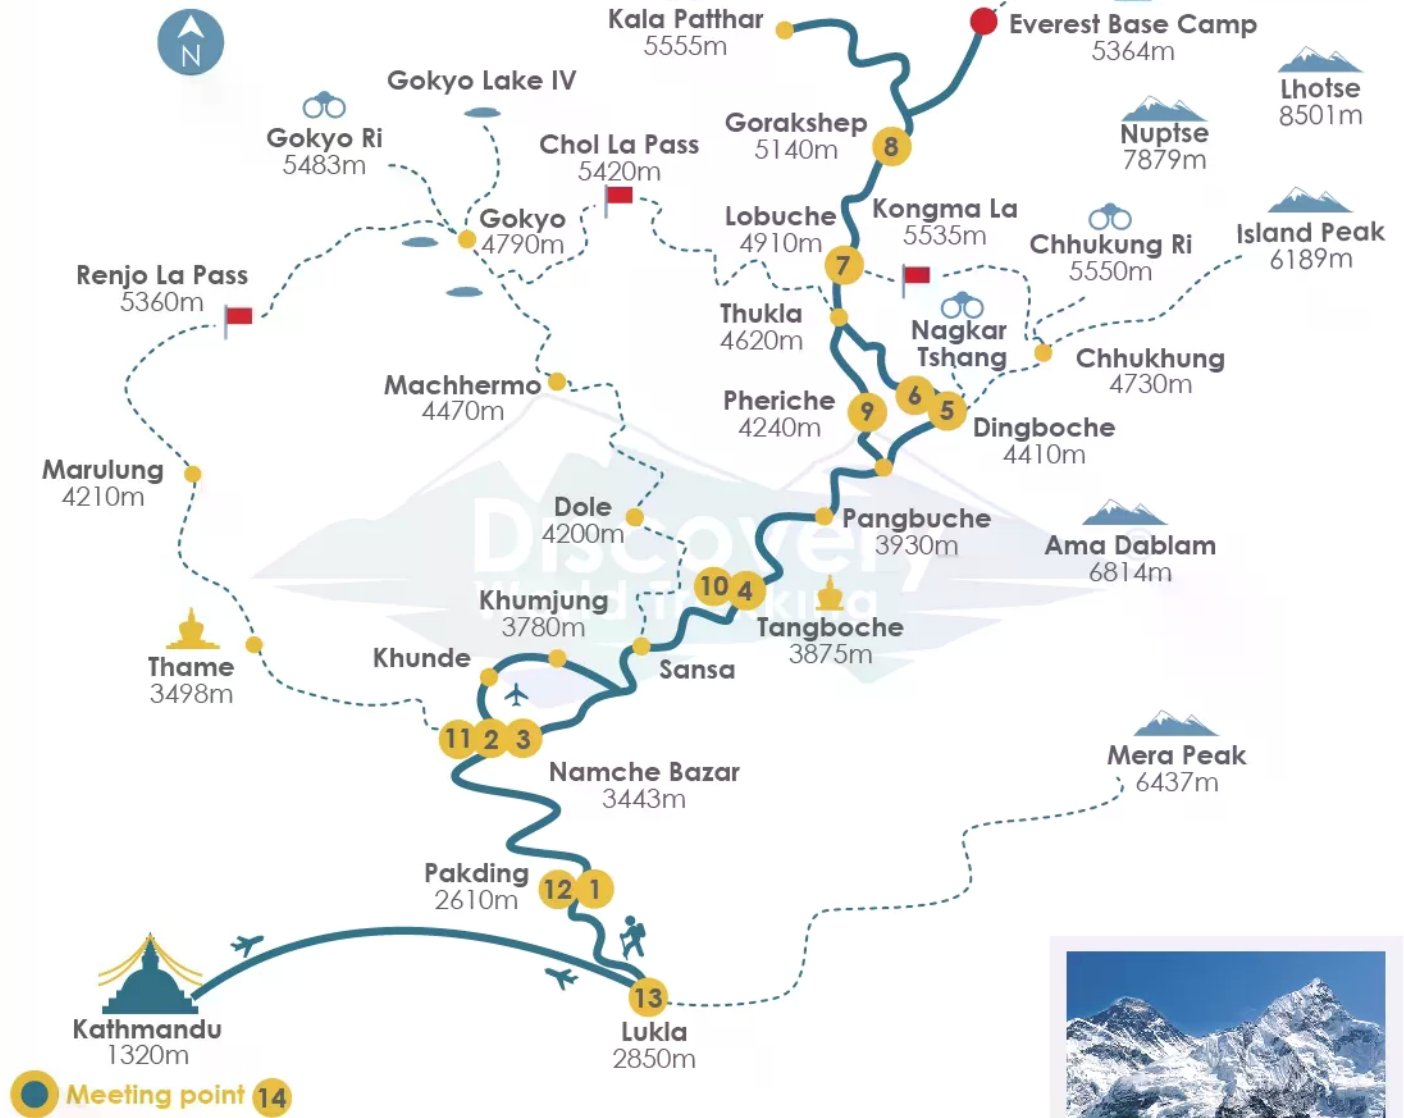 N
Kala Patthar
5555m
Everest Base Camp
5364m
Lhotse
8501m
Nuptse
7879m
Gokyo Lake IV
Gokyo Ri
5483m
Chol La Pass
5420m
Gorakshep
5140m
8
Gokyo
4790m
Lobuche
4910m
7
Kongma La
5535m
Chhukung Ri
5550m
Island Peak
6189m
Renjo La Pass
5360m
Thukla
4620m
Nagkar
Tshang
Chhukhung
4730m
Machhermo
4470m
Pheriche
4240m
9
6
5
Dingboche
4410m
Marulung
4210m
Dole
4200m
Pangbuche
3930m
Ama Dablam
6814m
Discovery
World Trekking
10
4
Tangboche
3875m
Khumjung
3780m
Khunde
Sansa
Thame
3498m
11
2
3
Namche Bazar
3443m
Mera Peak
6437m
Pakding
2610m
12
1
13
Lukla
2850m
Kathmandu
1320m
Meeting point 14